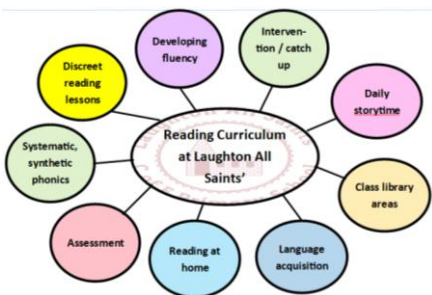 Developing
fluency
Interven-
tion / catch
up
Discreet
reading
lessons
Daily
storytime
Reading Curriculum
at Laughton All
Saints’
Systematic,
synthetic
phonics
Class library
areas
Assessment
Reading at
home
Language
acquisition